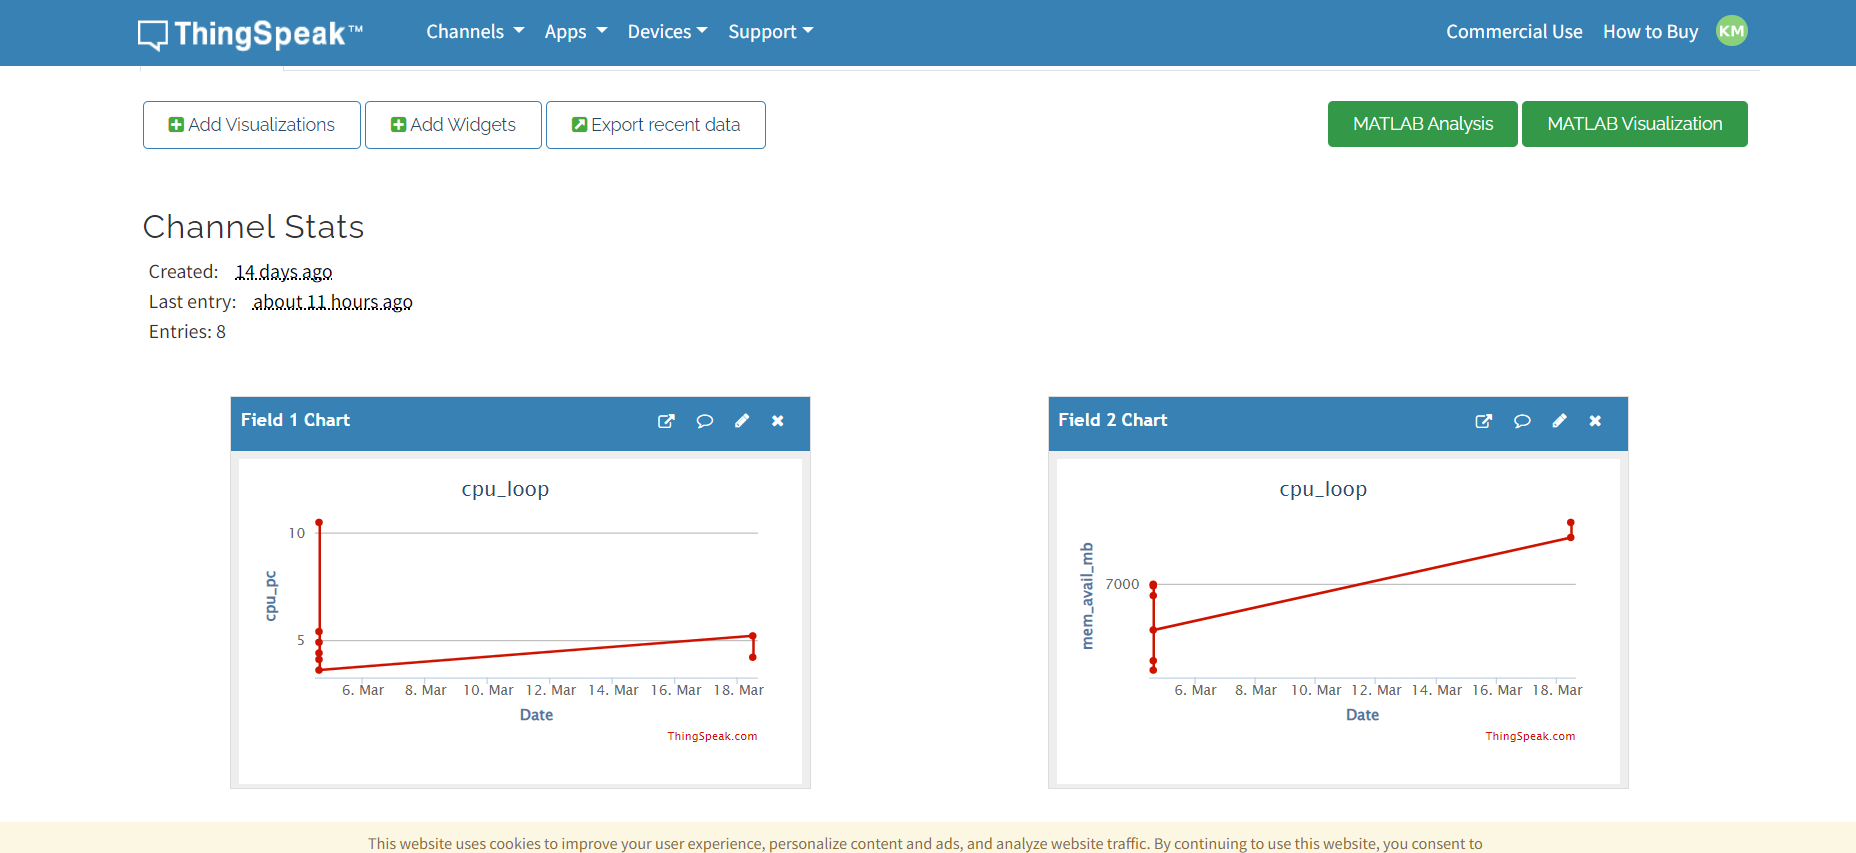 ThingSpeak™ Channels Apps Devices Support Commercial Use How to Buy KM
Add Visualizations Add Widgets Export recent data MATLAB Analysis MATLAB Visualization
Channel Stats
Created: 14 days ago
Last entry: about 11 hours ago
Entries: 8
Field 1 Chart
cpu_loop
cpu_pc
10
5
6. Mar 8. Mar 10. Mar 12. Mar 14. Mar 16. Mar 18. Mar
Date
ThingSpeak.com
Field 2 Chart
cpu_loop
mem_avail_mb
7000
6. Mar 8. Mar 10. Mar 12. Mar 14. Mar 16. Mar 18. Mar
Date
ThingSpeak.com
This website uses cookies to improve your user experience, personalize content and ads, and analyze website traffic. By continuing to use this website, you consent to